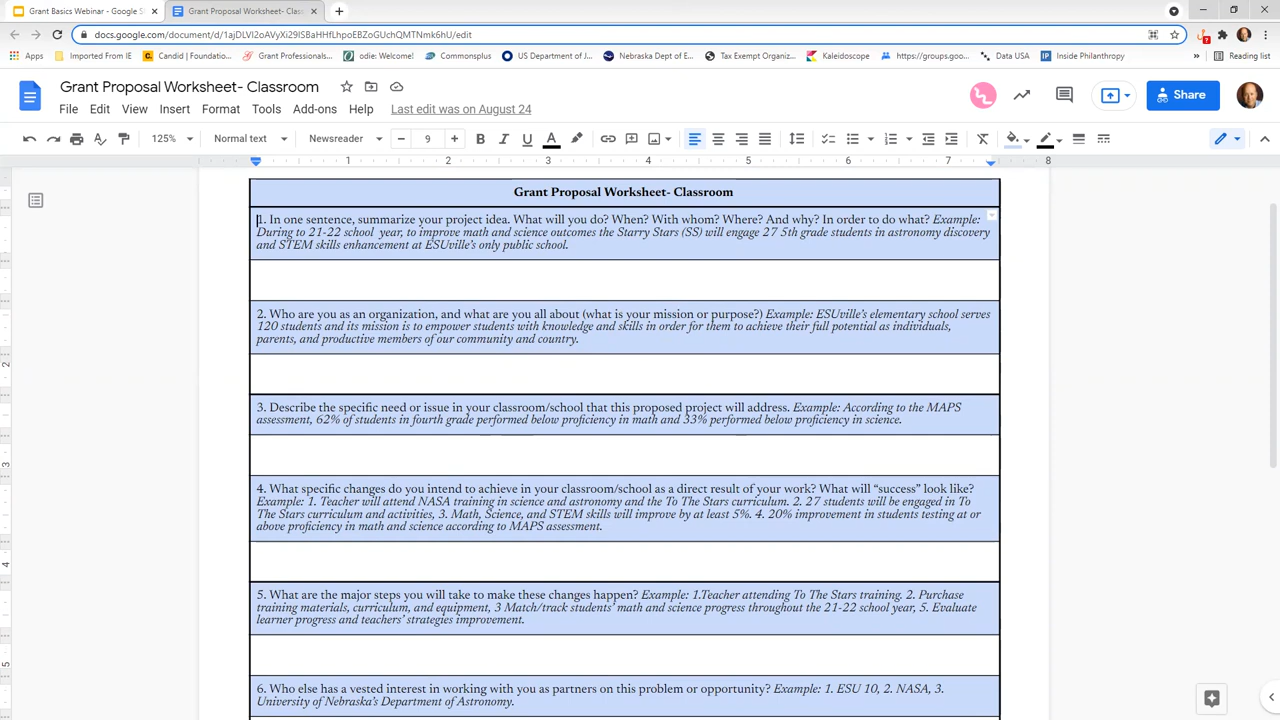 Grant Basics Webinar - Google Sl
Grant Proposal Worksheet- Class
docs.google.com/document/d/1ajDLVI2oAVyXi29ISBaHHfLhpoEBZoGUchQMTNmk6hU/edit
Apps
Imported From IE
Candid | Foundation...
Grant Professionals...
odie: Welcome!
Commonsplus
US Department of J...
Nebraska Dept of E...
Tax Exempt Organiz...
Kaleidoscope
https://groups.goo...
Data USA
Inside Philanthropy
»
Reading list
Grant Proposal Worksheet- Classroom
File Edit View Insert Format Tools Add-ons Help Last edit was on August 24
Share
125% Normal text Newsreader 9 B I U A
1 2 3 4 5 6 7 8
Grant Proposal Worksheet- Classroom
1. In one sentence, summarize your project idea. What will you do? When? With whom? Where? And why? In order to do what? Example:
During to 21-22 school year, to improve math and science outcomes the Starry Stars (SS) will engage 27 5th grade students in astronomy discovery
and STEM skills enhancement at ESUville's only public school.
2. Who are you as an organization, and what are you all about (what is your mission or purpose?) Example: ESUville's elementary school serves
120 students and its mission is to empower students with knowledge and skills in order for them to achieve their full potential as individuals,
parents, and productive members of our community and country.
3. Describe the specific need or issue in your classroom/school that this proposed project will address. Example: According to the MAPS
assessment, 62% of students in fourth grade performed below proficiency in math and 33% performed below proficiency in science.
4. What specific changes do you intend to achieve in your classroom/school as a direct result of your work? What will “success” look like?
Example: 1. Teacher will attend NASA training in science and astronomy and the To The Stars curriculum. 2. 27 students will be engaged in To
The Stars curriculum and activities, 3. Math, Science, and STEM skills will improve by at least 5%. 4. 20% improvement in students testing at or
above proficiency in math and science according to MAPS assessment.
5. What are the major steps you will take to make these changes happen? Example: 1.Teacher attending To The Stars training. 2. Purchase
training materials, curriculum, and equipment, 3 Match/track students' math and science progress throughout the 21-22 school year, 5. Evaluate
learner progress and teachers' strategies improvement.
6. Who else has a vested interest in working with you as partners on this problem or opportunity? Example: 1. ESU 10, 2. NASA, 3.
University of Nebraska's Department of Astronomy.
2
3
4
5